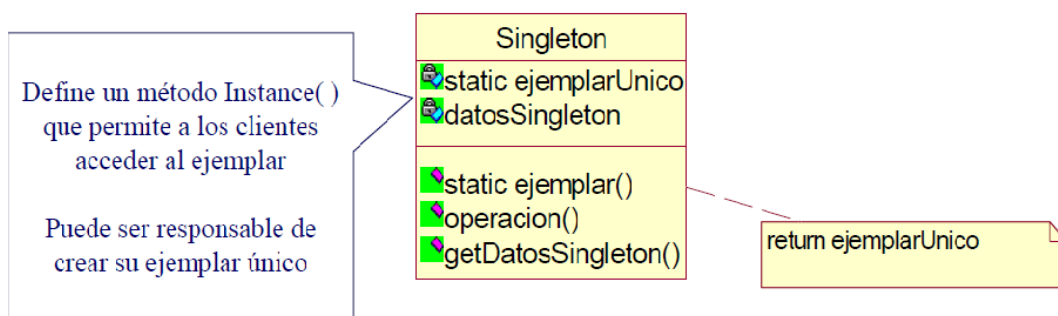 Define un método Instance( )
que permite a los clientes
acceder al ejemplar
Puede ser responsable de
crear su ejemplar único
Singleton
static ejemplarUnico
datosSingleton
static ejemplar()
operacion()
getDatosSingleton()
return ejemplarUnico